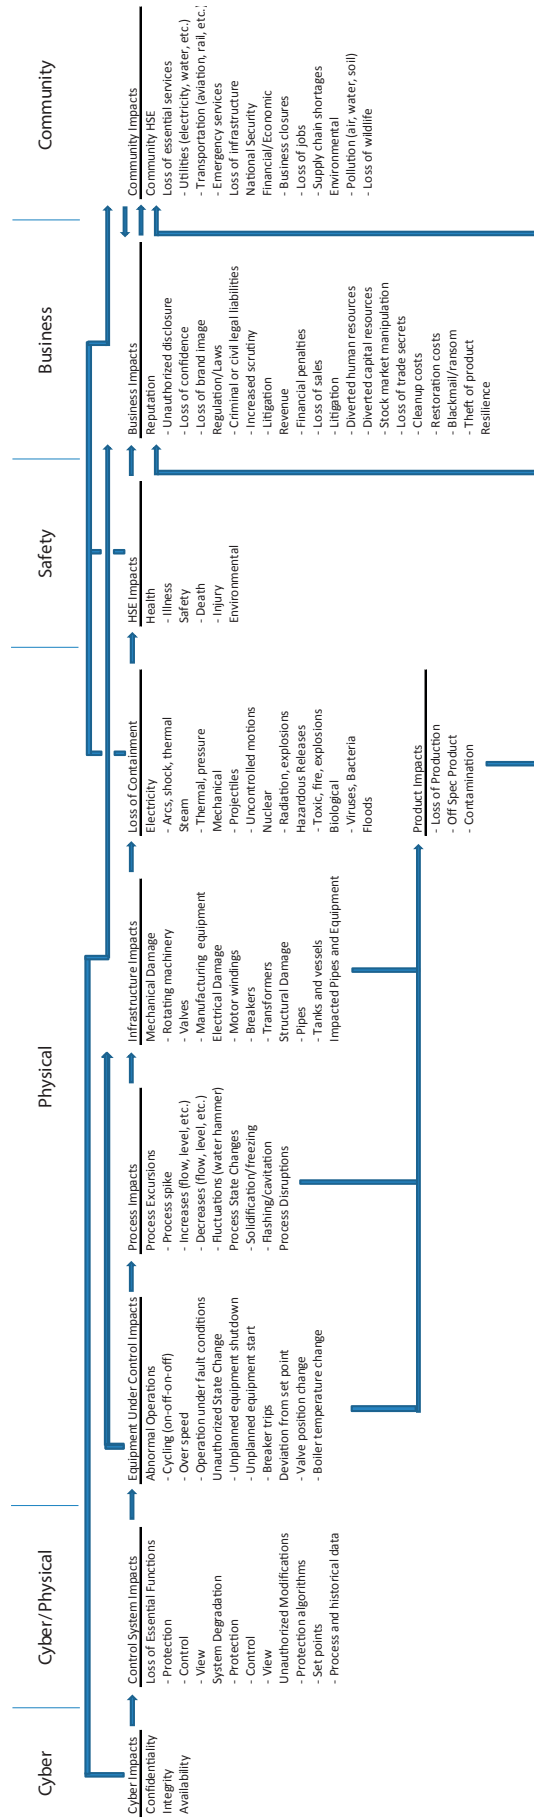 Cyber
Cyber/Physical
Physical
Safety
Business
Community
Cyber Impacts
Confidentiality
Integrity
Availability
Control System Impacts
Loss of Essential Functions
- Protection
- Control
- View
System Degradation
- Protection
- Control
- View
Unauthorized Modifications
- Protection algorithms
- Set points
- Process and historical data
Equipment Under Control Impacts
Abnormal Operations
- Cycling (on-off-on-off)
- Over speed
- Operation under fault conditions
Unauthorized State Change
- Unplanned equipment shutdown
- Unplanned equipment start
- Breaker trips
Deviation from set point
- Valve position change
- Boiler temperature change
Process Impacts
Process Excursions
- Process spike
- Increases (flow, level, etc.)
- Decreases (flow, level, etc.)
- Fluctuations (water hammer)
Process State Changes
- Solidification/freezing
- Flashing/cavitation
Process Disruptions
Infrastructure Impacts
Mechanical Damage
- Rotating machinery
- Valves
- Manufacturing equipment
Electrical Damage
- Motor windings
- Breakers
- Transformers
Structural Damage
- Pipes
- Tanks and vessels
Impacted Pipes and Equipment
Loss of Containment
Electricity
- Arcs, shock, thermal
Steam
- Thermal, pressure
Mechanical
- Projectiles
- Uncontrolled motions
Nuclear
- Radiation, explosions
Hazardous Releases
- Toxic, fire, explosions
Biological
- Viruses, Bacteria
Floods
Product Impacts
- Loss of Production
- Off Spec Product
- Contamination
HSE Impacts
Health
- Illness
Safety
- Death
- Injury
Environmental
Business Impacts
Reputation
- Unauthorized disclosure
- Loss of confidence
- Loss of brand image
Regulation/Laws
- Criminal or civil legal liabilities
- Increased scrutiny
- Litigation
Revenue
- Financial penalties
- Loss of sales
- Litigation
- Diverted human resources
- Diverted capital resources
- Stock market manipulation
- Loss of trade secrets
- Cleanup costs
- Restoration costs
- Blackmail/ransom
- Theft of product
Resilience
Community Impacts
Community HSE
Loss of essential services
- Utilities (electricity, water, etc.)
- Transportation (aviation, rail, etc.)
- Emergency services
Loss of infrastructure
National Security
Financial/Economic
- Business closures
- Loss of jobs
- Supply chain shortages
Environmental
- Pollution (air, water, soil)
- Loss of wildlife